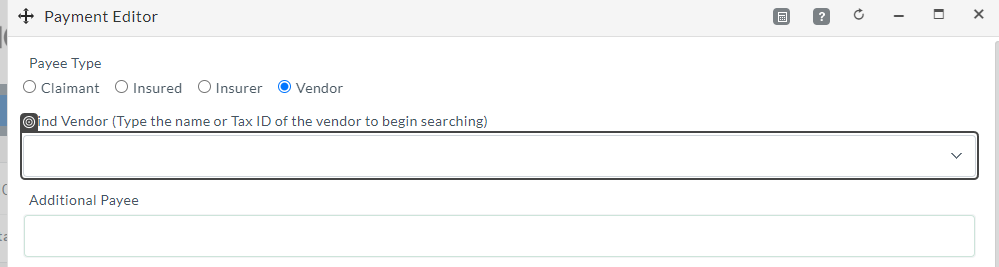 Payment Editor
?
Payee Type
Claimant Insured Insurer Vendor
ind Vendor (Type the name or Tax ID of the vendor to begin searching)
Additional Payee